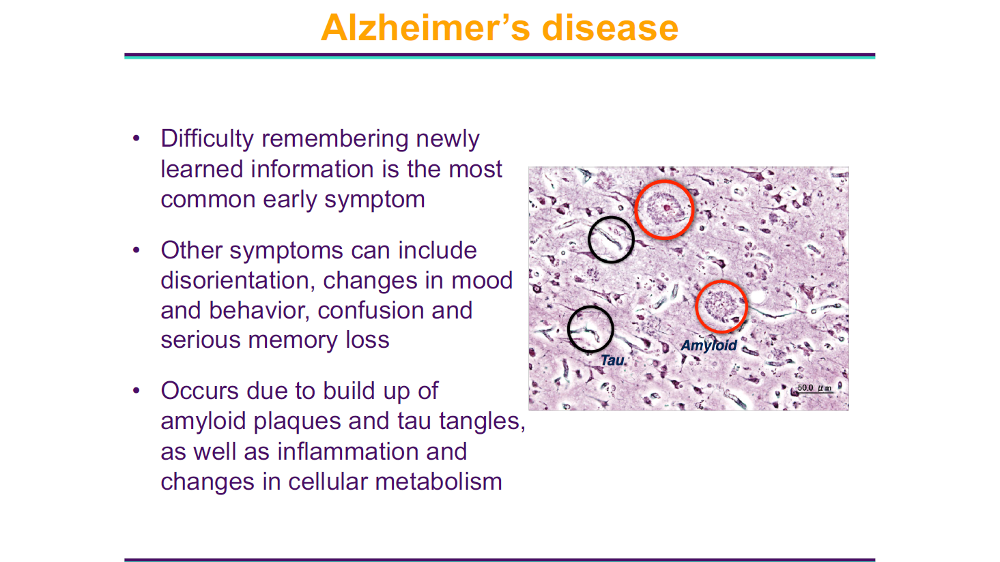 Alzheimer’s disease
• Difficulty remembering newly
learned information is the most
common early symptom
• Other symptoms can include
disorientation, changes in mood
and behavior, confusion and
serious memory loss
• Occurs due to build up of
amyloid plaques and tau tangles,
as well as inflammation and
changes in cellular metabolism
Amyloid
Tau
50.0 μm